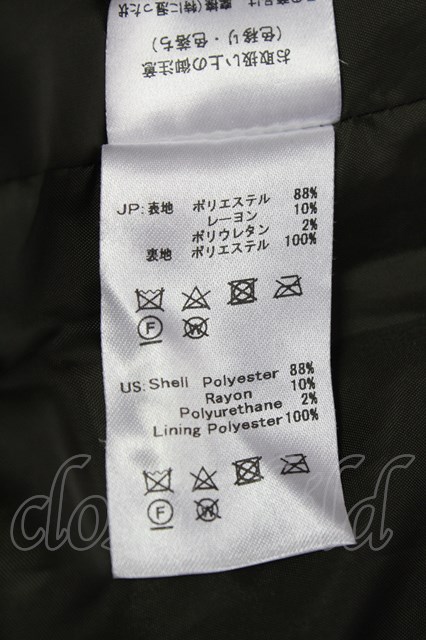 お取扱い上の御注意
(色移り・色落ち)
JP:表地 ポリエステル 88%
レーヨン 10%
ポリウレタン 2%
裏地 ポリエステル 100%
F W
US:Shell Polyester 88%
Rayon 10%
Polyurethane 2%
Lining Polyester 100%
F W